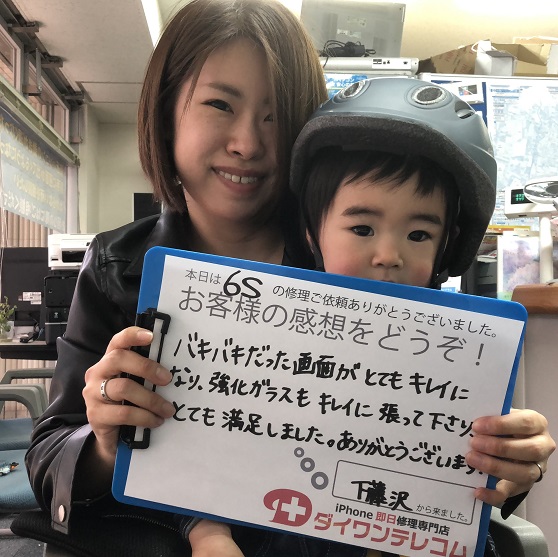 本日は 6S の修理ご依頼ありがとうございました。
お客様の感想をどうぞ！
バキバキだった画面がとてもキレイに
なり、強化ガラスもキレイに張って下さり、
とても満足しました。ありがとうございます
下藤沢 から来ました。
iPhone 即日修理専門店
ダイワンテレコム